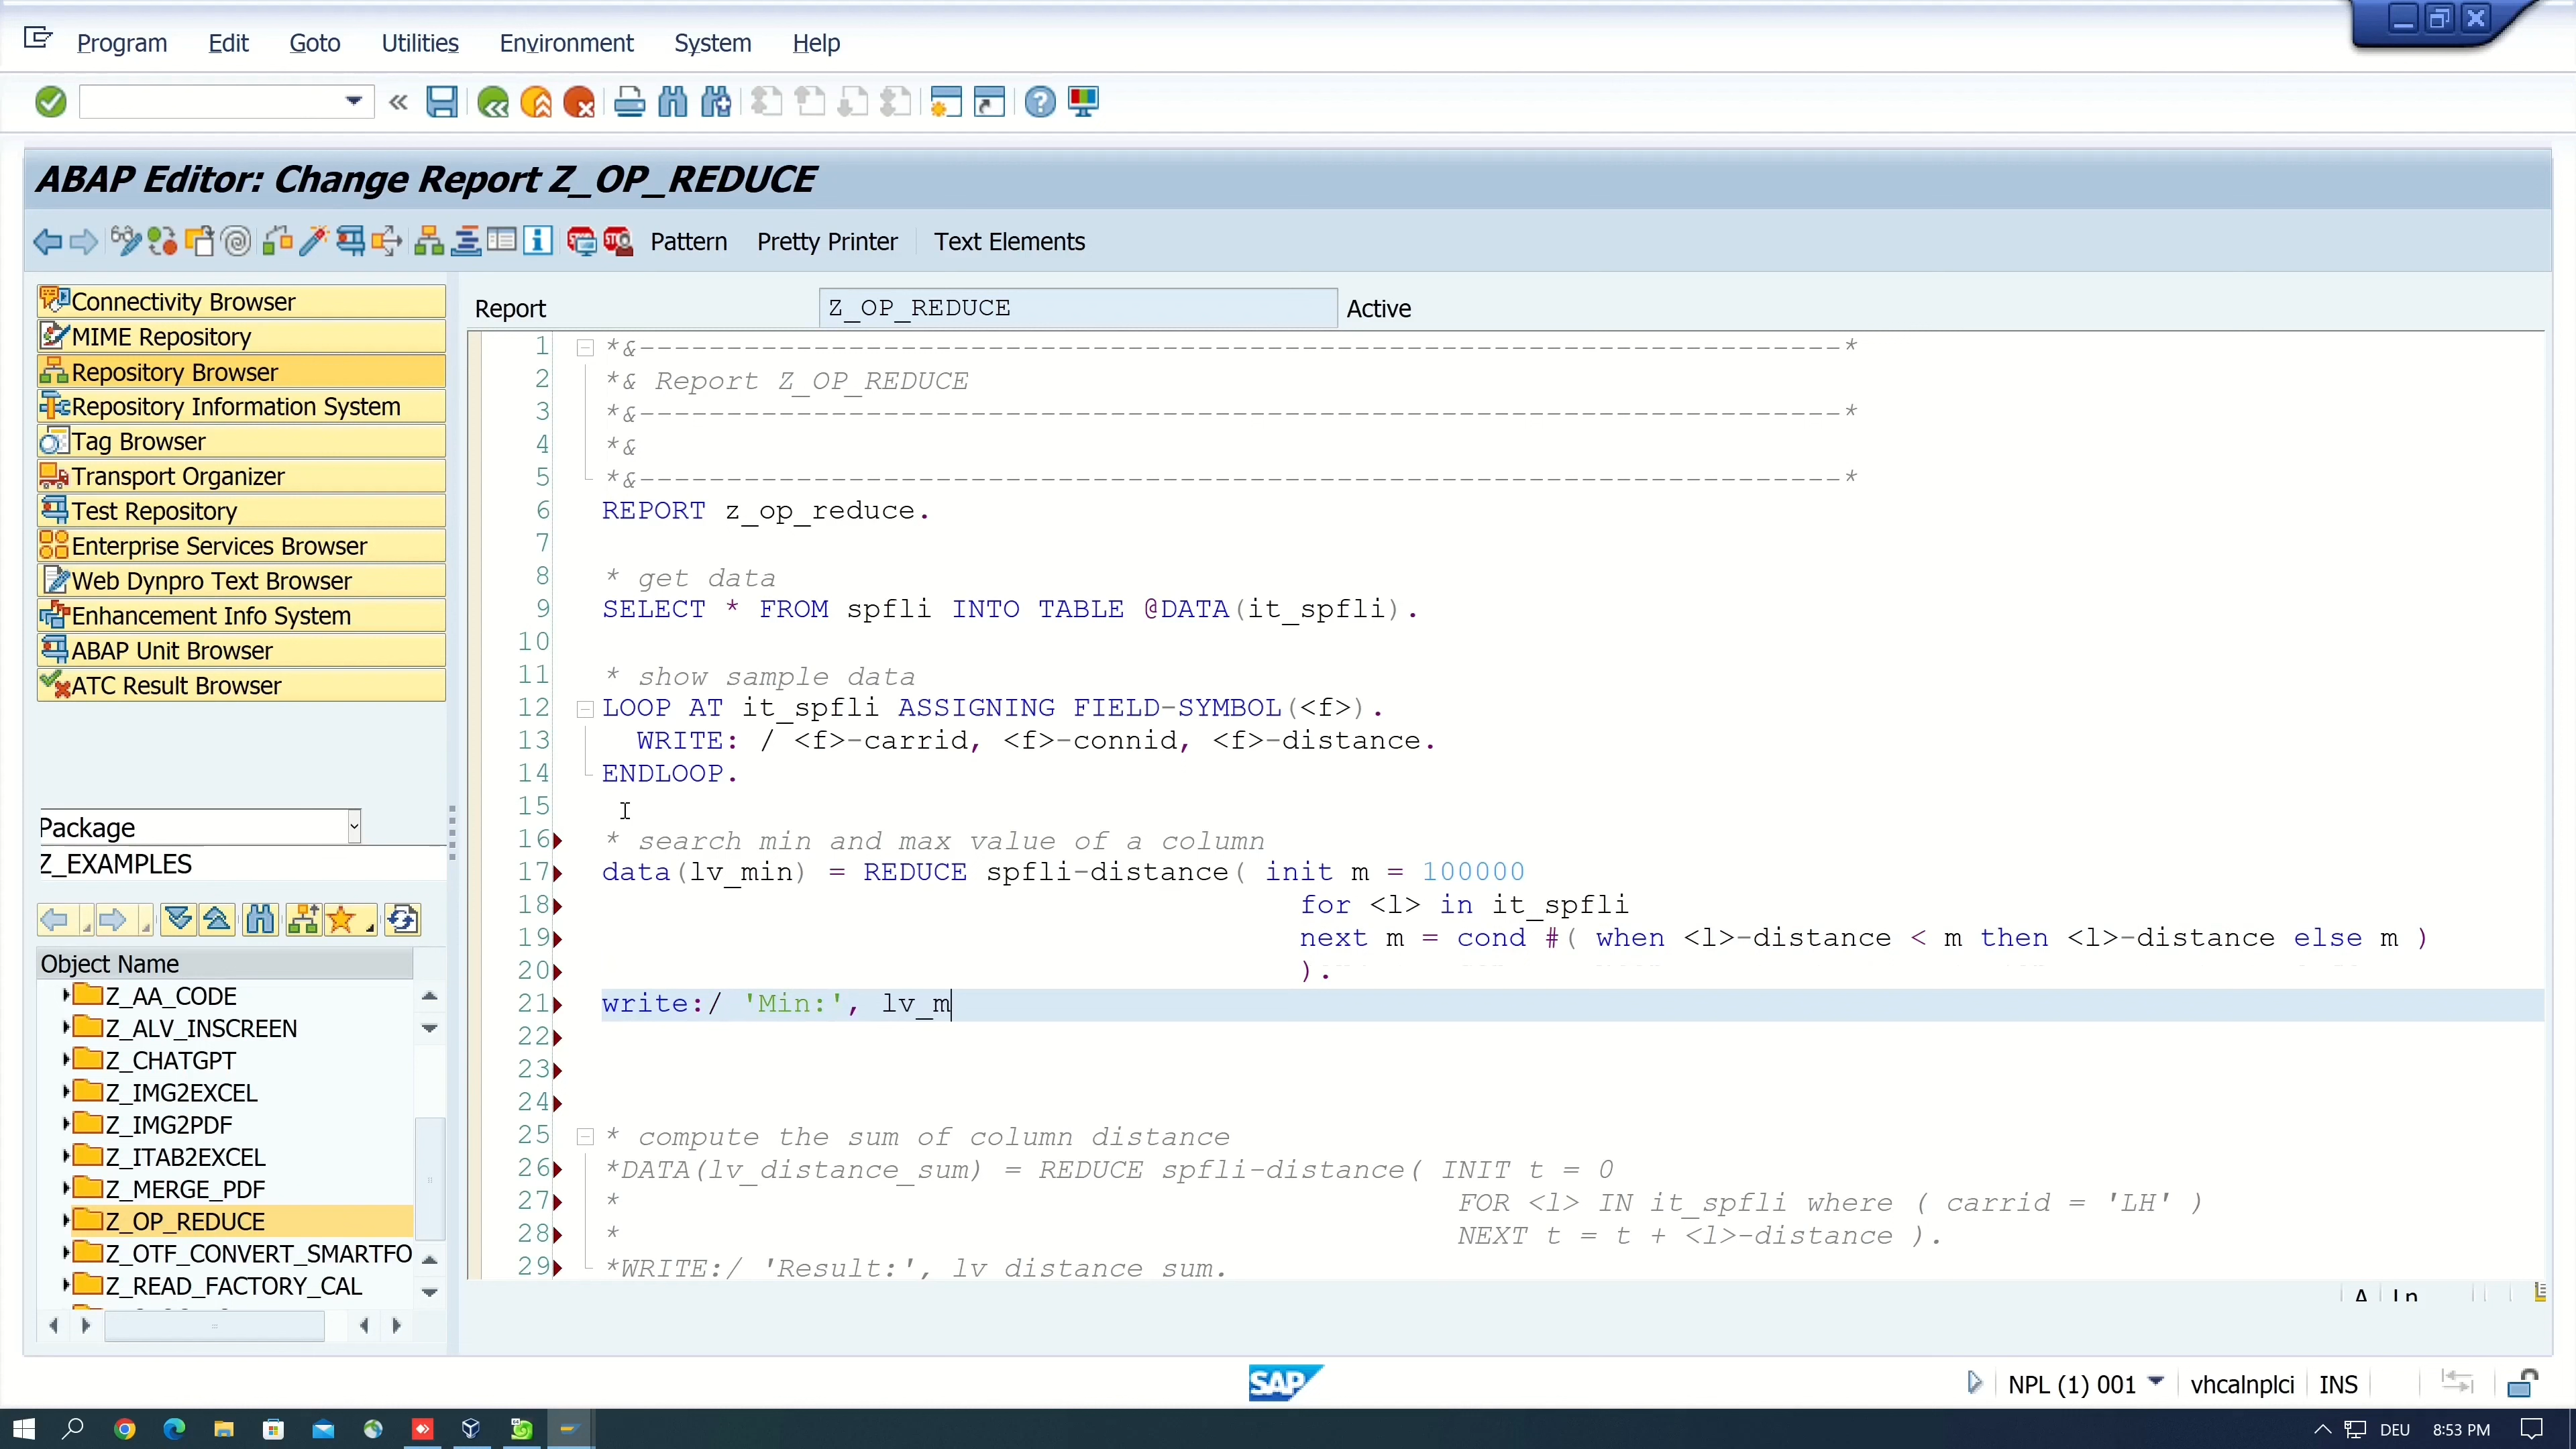 Program Edit Goto Utilities Environment System Help
ABAP Editor: Change Report Z_OP_REDUCE
Pattern Pretty Printer Text Elements
Connectivity Browser
MIME Repository
Repository Browser
Repository Information System
Tag Browser
Transport Organizer
Test Repository
Enterprise Services Browser
Web Dynpro Text Browser
Enhancement Info System
ABAP Unit Browser
ATC Result Browser
Package
Z_EXAMPLES
Object Name
Z_AA_CODE
Z_ALV_INSCREEN
Z_CHATGPT
Z_IMG2EXCEL
Z_IMG2PDF
Z_ITAB2EXCEL
Z_MERGE_PDF
Z_OP_REDUCE
Z_OTF_CONVERT_SMARTFO
Z_READ_FACTORY_CAL
Report Z_OP_REDUCE Active
1 *&---------------------------------------------------------------------*
2 *& Report Z_OP_REDUCE
3 *&---------------------------------------------------------------------*
4 *&
5 *&---------------------------------------------------------------------*
6 REPORT z_op_reduce.
7
8 * get data
9 SELECT * FROM spfli INTO TABLE @DATA(it_spfli).
10
11 * show sample data
12 LOOP AT it_spfli ASSIGNING FIELD-SYMBOL(<f>).
13 WRITE: / <f>-carrid, <f>-connid, <f>-distance.
14 ENDLOOP.
15
16 * search min and max value of a column
17 data(lv_min) = REDUCE spfli-distance( init m = 100000
18 for <l> in it_spfli
19 next m = cond #( when <l>-distance < m then <l>-distance else m )
20 ).
21 write:/ 'Min:', lv_m
22
23
24
25 * compute the sum of column distance
26 *DATA(lv_distance_sum) = REDUCE spfli-distance( INIT t = 0
27 * FOR <l> IN it_spfli where ( carrid = 'LH' )
28 * NEXT t = t + <l>-distance ).
29 *WRITE:/ 'Result:', lv_distance_sum.
SAP
NPL (1) 001 vhcalnplci INS
DEU 8:53 PM